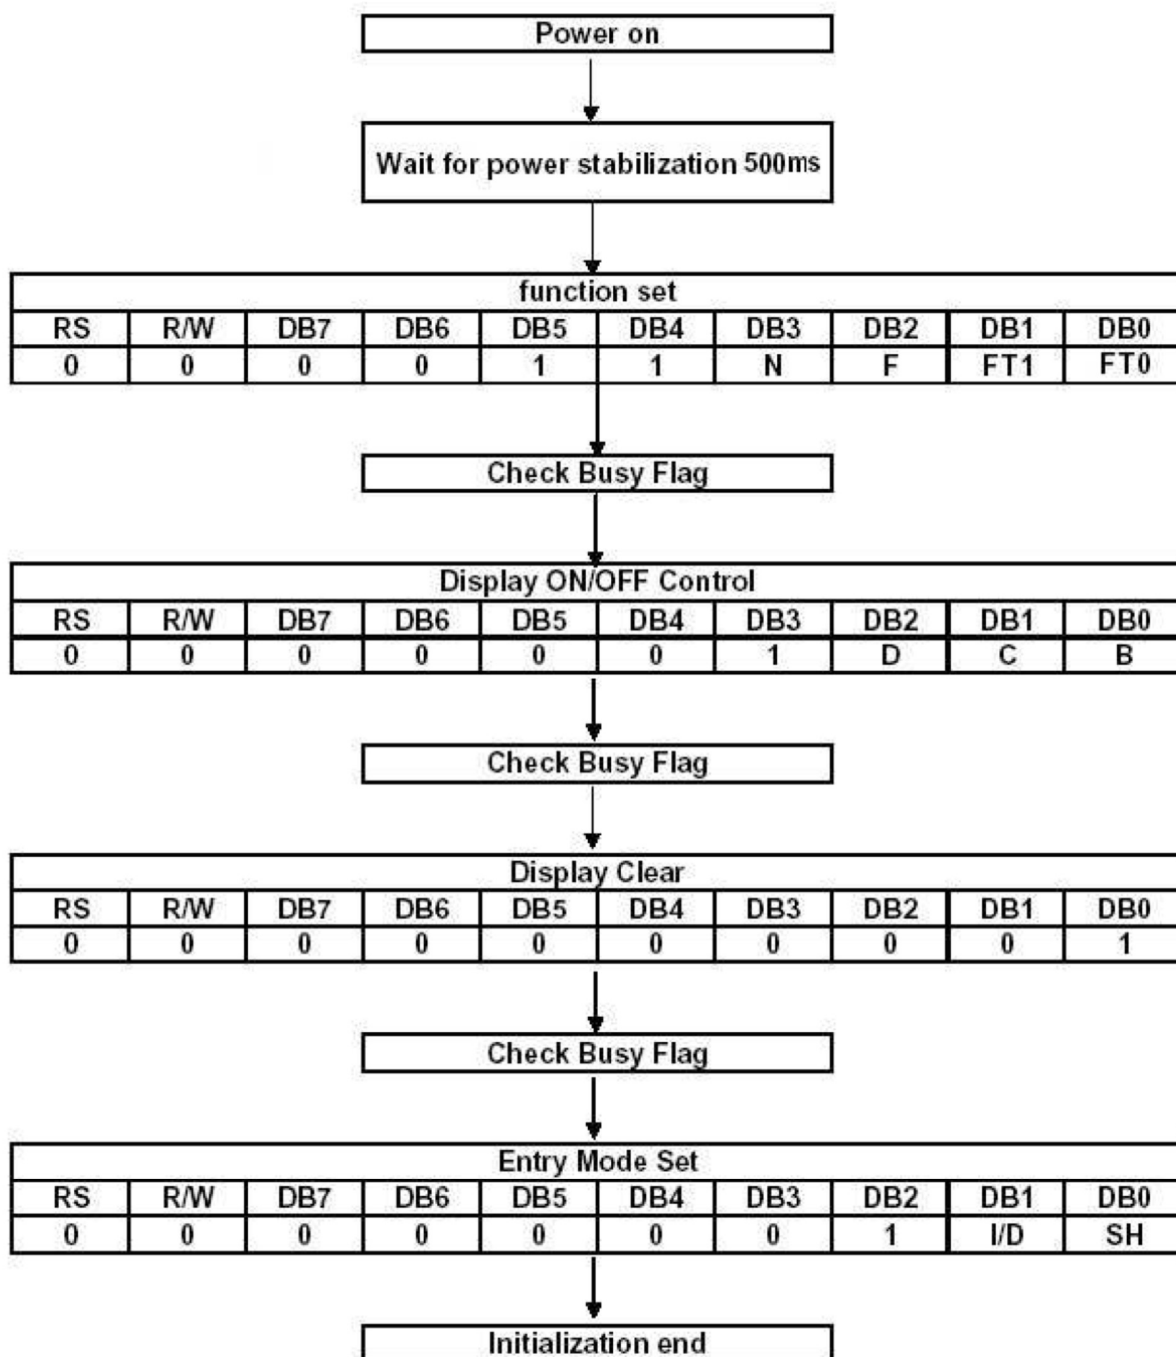 Power on
Wait for power stabilization 500ms
function set
RS R/W DB7 DB6 DB5 DB4 DB3 DB2 DB1 DB0
0 0 0 0 1 1 N F FT1 FT0
Check Busy Flag
Display ON/OFF Control
RS R/W DB7 DB6 DB5 DB4 DB3 DB2 DB1 DB0
0 0 0 0 0 0 1 D C B
Check Busy Flag
Display Clear
RS R/W DB7 DB6 DB5 DB4 DB3 DB2 DB1 DB0
0 0 0 0 0 0 0 0 0 1
Check Busy Flag
Entry Mode Set
RS R/W DB7 DB6 DB5 DB4 DB3 DB2 DB1 DB0
0 0 0 0 0 0 0 1 I/D SH
Initialization end